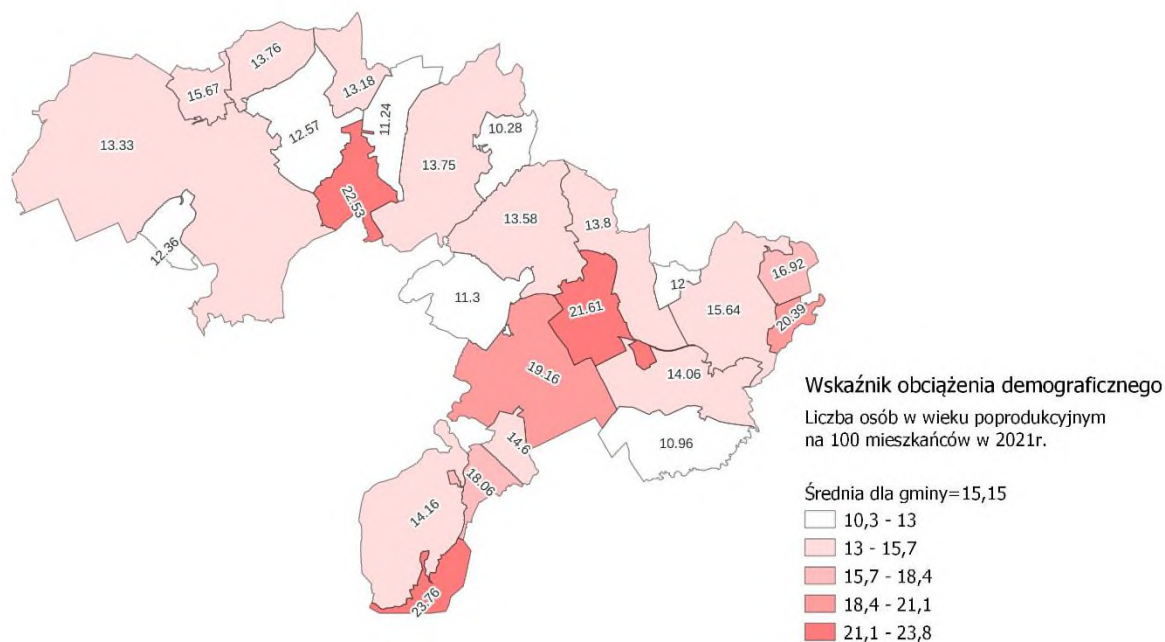 13.76
15.67
13.18
12.57
11.24
10.28
13.33
13.75
22.53
13.58
13.8
12.36
16.92
12
11.3
21.61
15.64
20.39
19.16
14.06
14.6
10.96
18.06
14.16
23.76
Wskaźnik obciążenia demograficznego
Liczba osób w wieku poprodukcyjnym
na 100 mieszkańców w 2021r.
Średnia dla gminy=15,15
10,3 - 13
13 - 15,7
15,7 - 18,4
18,4 - 21,1
21,1 - 23,8